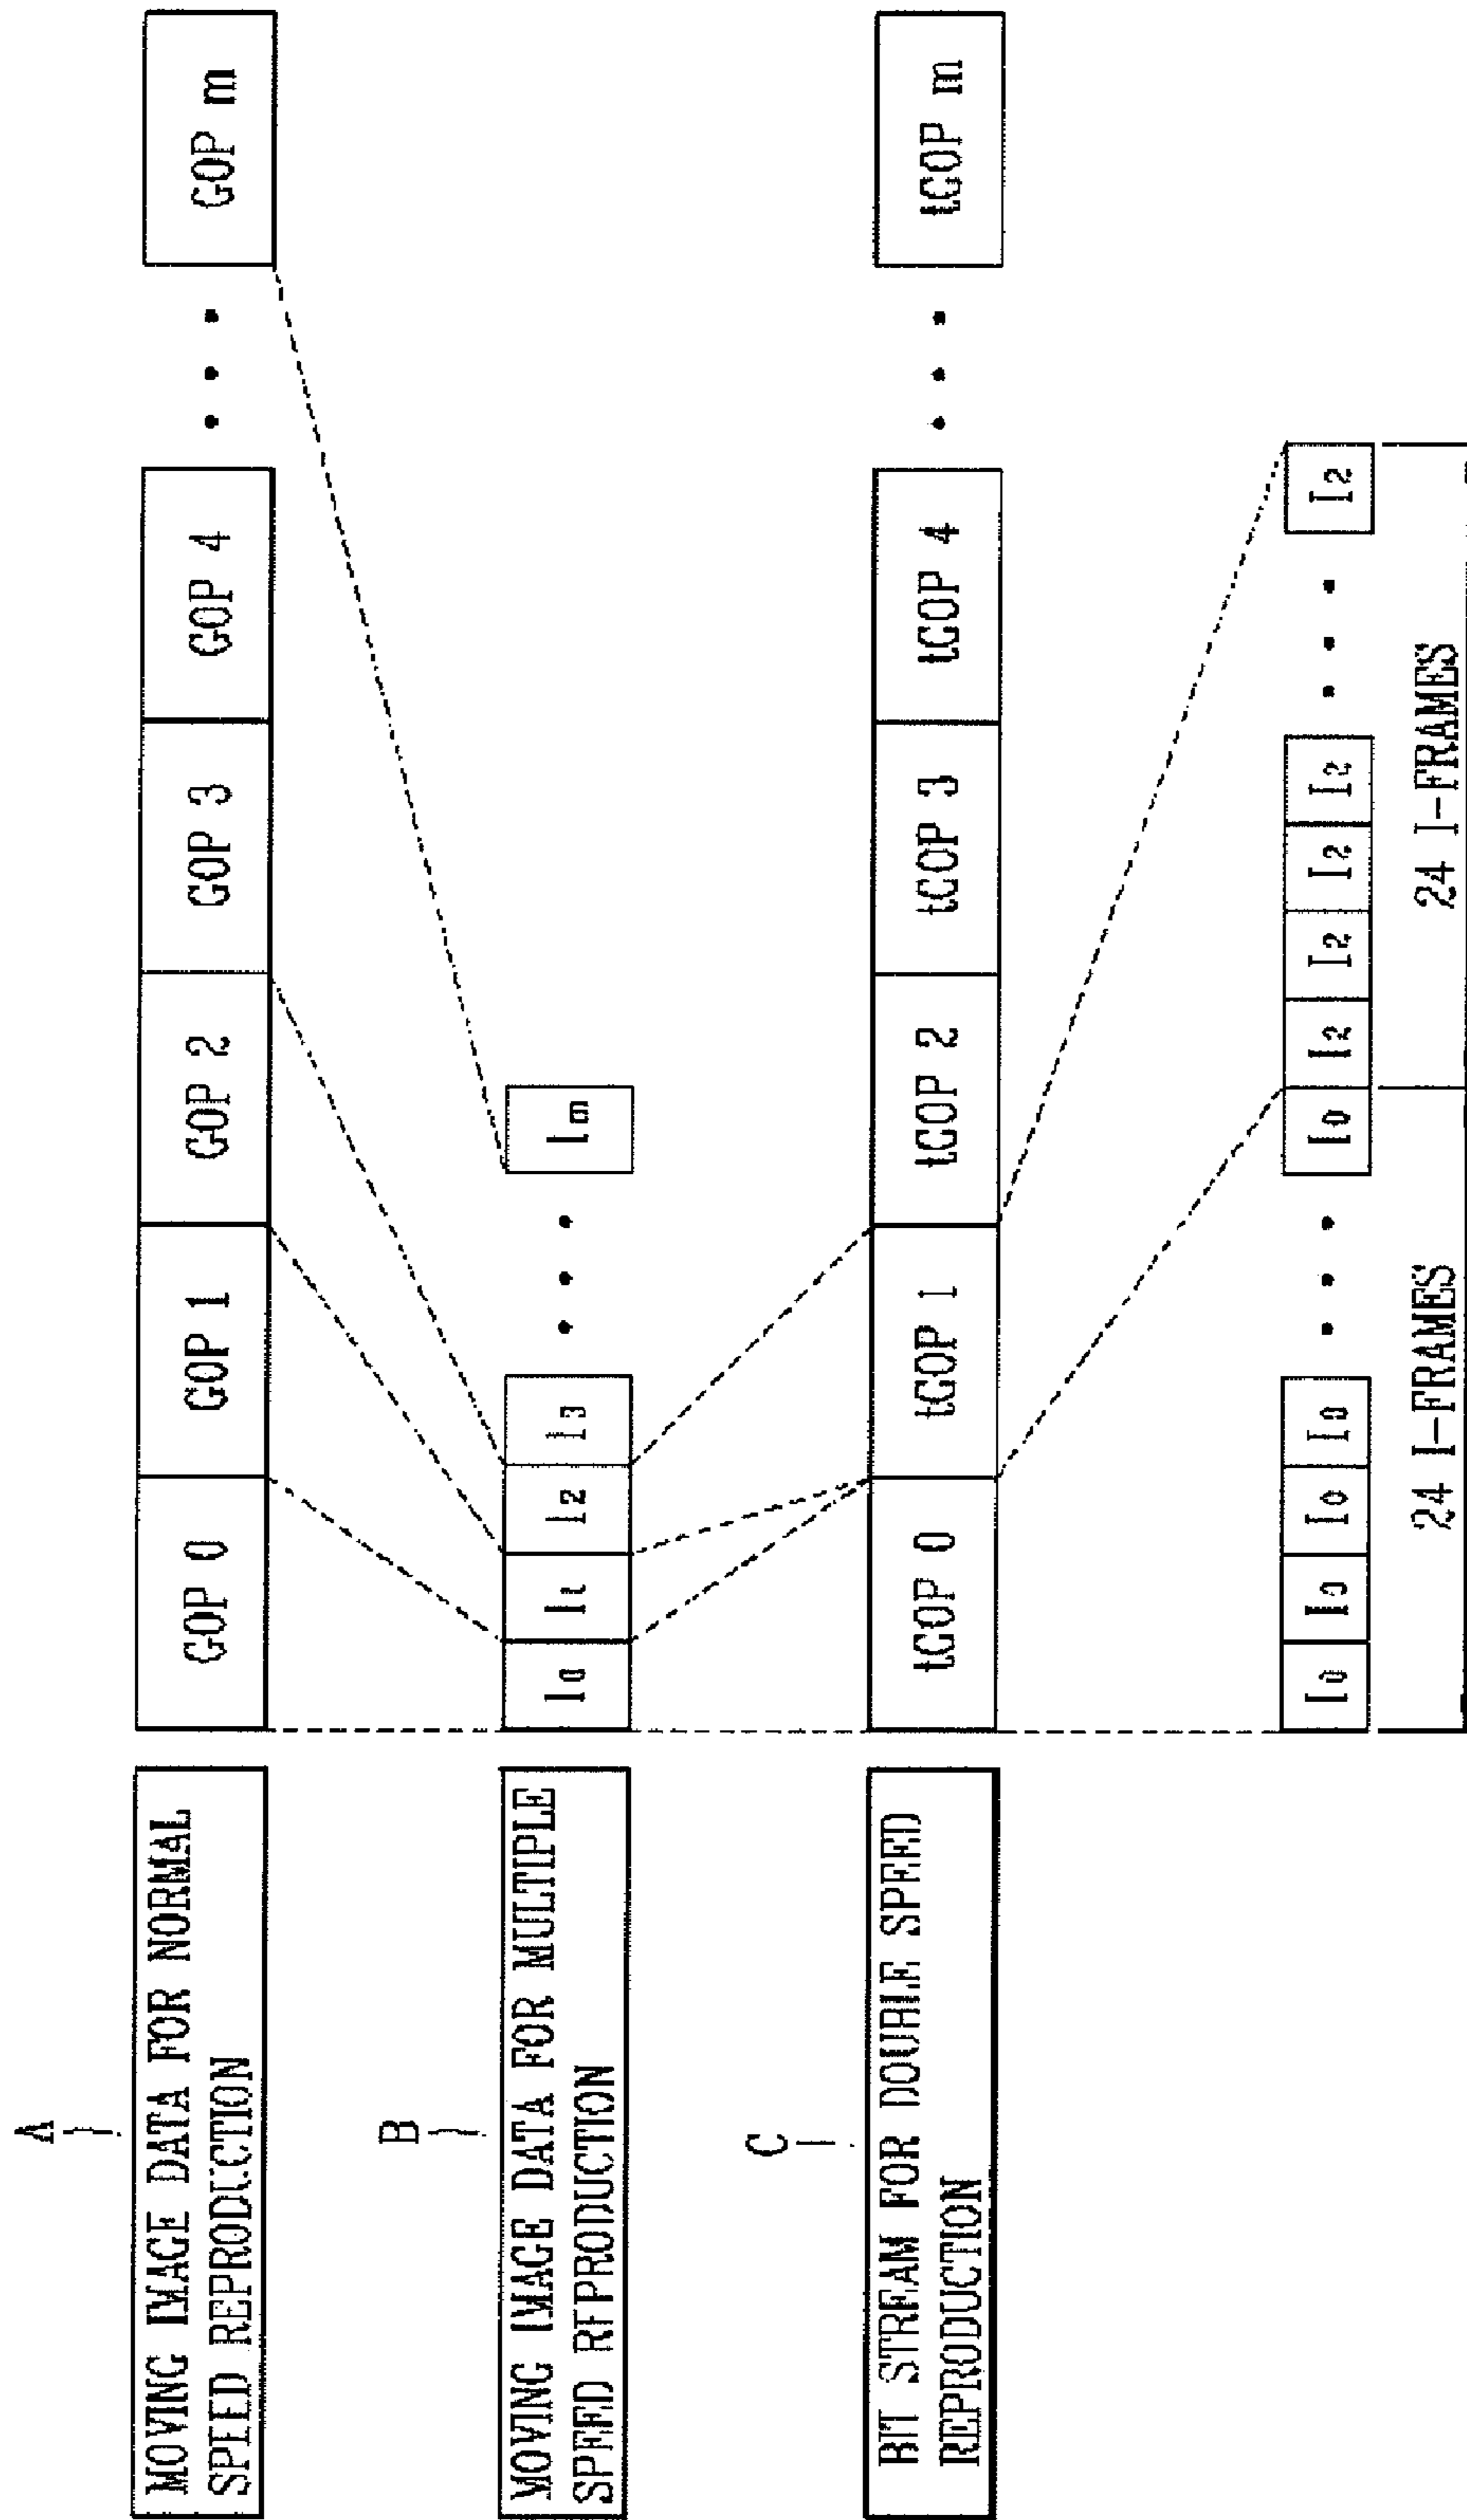 A
MOVING IMAGE DATA FOR NORMAL
SPEED REPRODUCTION
GOP 0 GOP 1 GOP 2 GOP 3 GOP 4 • • • GOP m
B
MOVING IMAGE DATA FOR MULTIPLE
SPEED REPRODUCTION
I0 I1 I2 I3 • • • Im
C
BIT STREAM FOR DOUBLE SPEED
REPRODUCTION
tGOP 0 tGOP 1 tGOP 2 tGOP 3 tGOP 4 • • • tGOP m
I0 I0 I0 I0 • • • I0 I2 I2 I2 I2 • • • I2
24 I-FRAMES 24 I-FRAMES